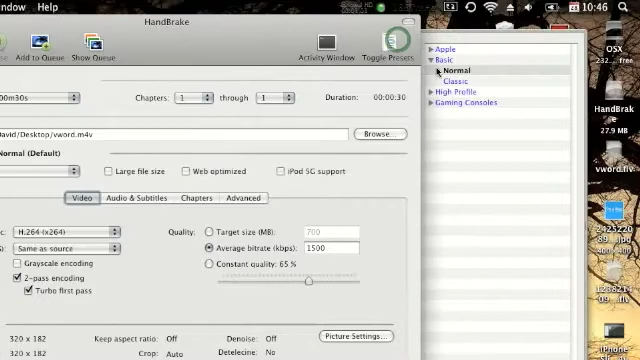 indow Help
10:46
HandBrake
Add to Queue
Show Queue
Activity Window
Toggle Presets
00m30s
Chapters: 1 through 1
Duration: 00:00:30
David/Desktop/vword.m4v
Browse...
Normal (Default)
Large file size
Web optimized
iPod 5G support
Video
Audio & Subtitles
Chapters
Advanced
H.264 (x264)
Same as source
Grayscale encoding
2-pass encoding
Turbo first pass
Quality:
Target size (MB)
700
Average bitrate (kbps):
1500
Constant quality: 65 %
Picture Settings...
320 x 182
Keep aspect ratio: Off
Denoise: Off
320 x 182
Crop: Auto
Detelecine: No
Apple
Basic
Normal
Classic
High Profile
Gaming Consoles
OSX
HandBrak
e
27.9 MB
vword.flv